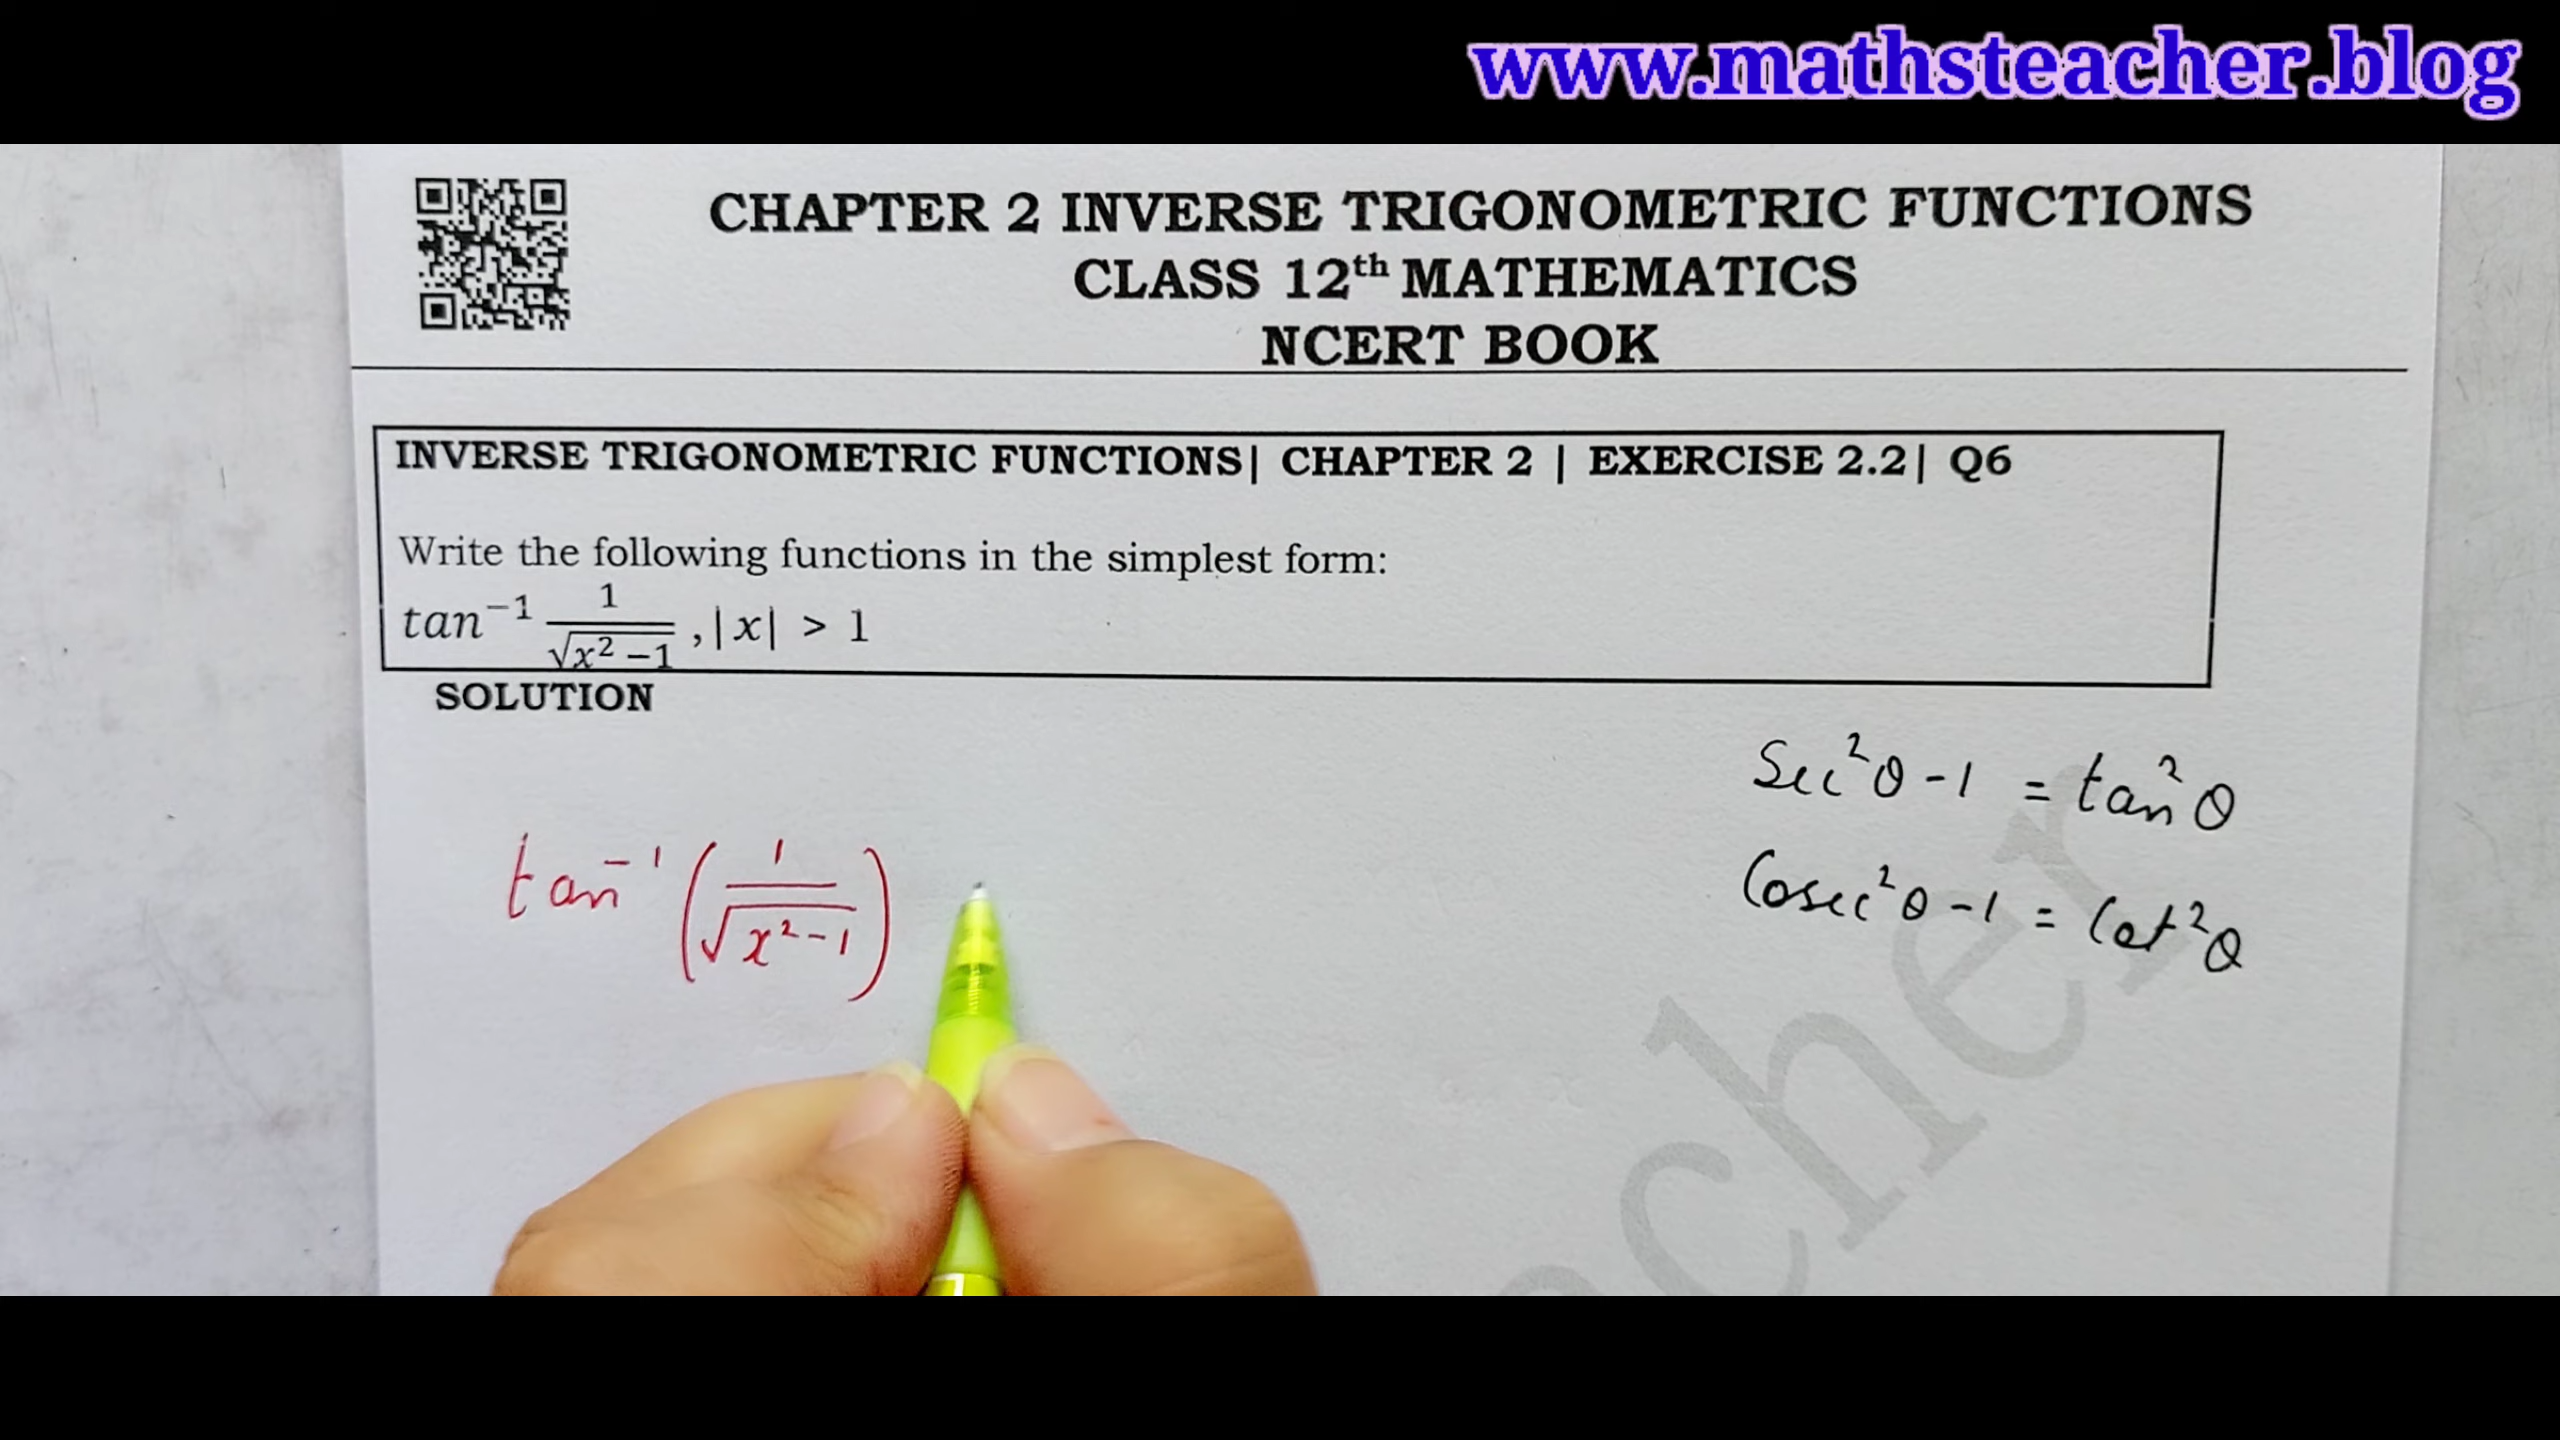 www.mathsteacher.blog
CHAPTER 2 INVERSE TRIGONOMETRIC FUNCTIONS
CLASS 12th MATHEMATICS
NCERT BOOK
INVERSE TRIGONOMETRIC FUNCTIONS| CHAPTER 2 | EXERCISE 2.2| Q6
Write the following functions in the simplest form:
tan⁻¹ 1/√(x² −1) ,|x| > 1
SOLUTION
Sec²θ - 1 = tan²θ
Cosec²θ - 1 = Cot²θ
tan⁻¹ (1/√(x² - 1))
cher